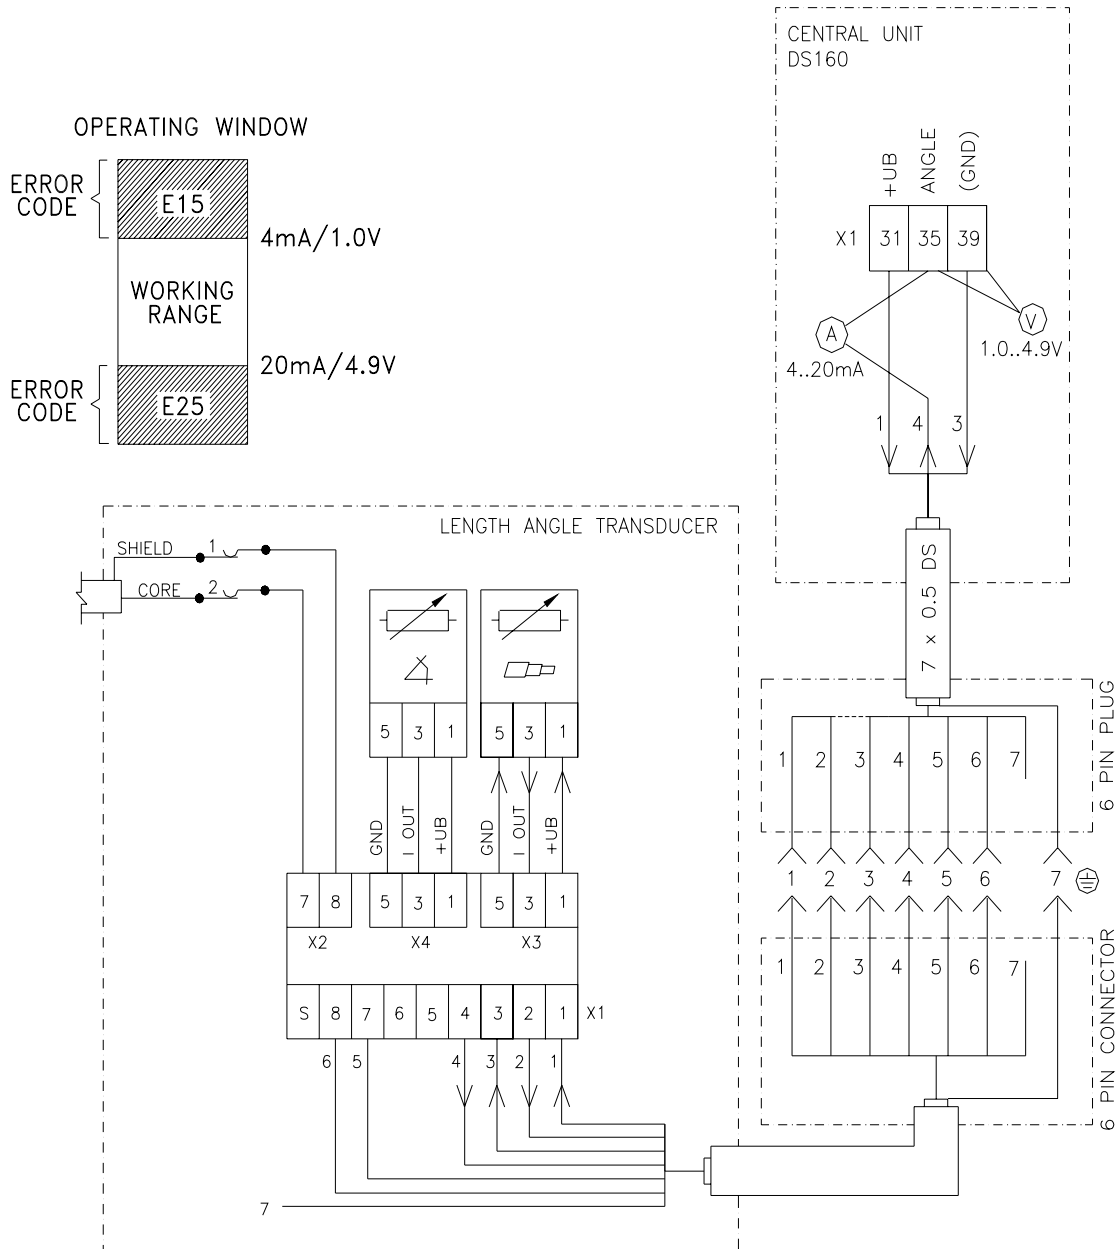 CENTRAL UNIT
DS160
OPERATING WINDOW
ERROR
CODE
E15
4mA/1.0V
WORKING
RANGE
20mA/4.9V
ERROR
CODE
E25
+UB
ANGLE
(GND)
X1 31 35 39
A
4..20mA
V
1.0..4.9V
1 4 3
7 x 0.5 DS
LENGTH ANGLE TRANSDUCER
SHIELD 1
CORE 2
5 3 1
5 3 1
GND
I OUT
+UB
GND
I OUT
+UB
7 8
5 3 1
5 3 1
X2 X4 X3
S 8 7 6 5 4 3 2 1 X1
6 5 4 3 2 1
7
6 PIN PLUG
1 2 3 4 5 6 7
1 2 3 4 5 6 7
6 PIN CONNECTOR
1 2 3 4 5 6 7